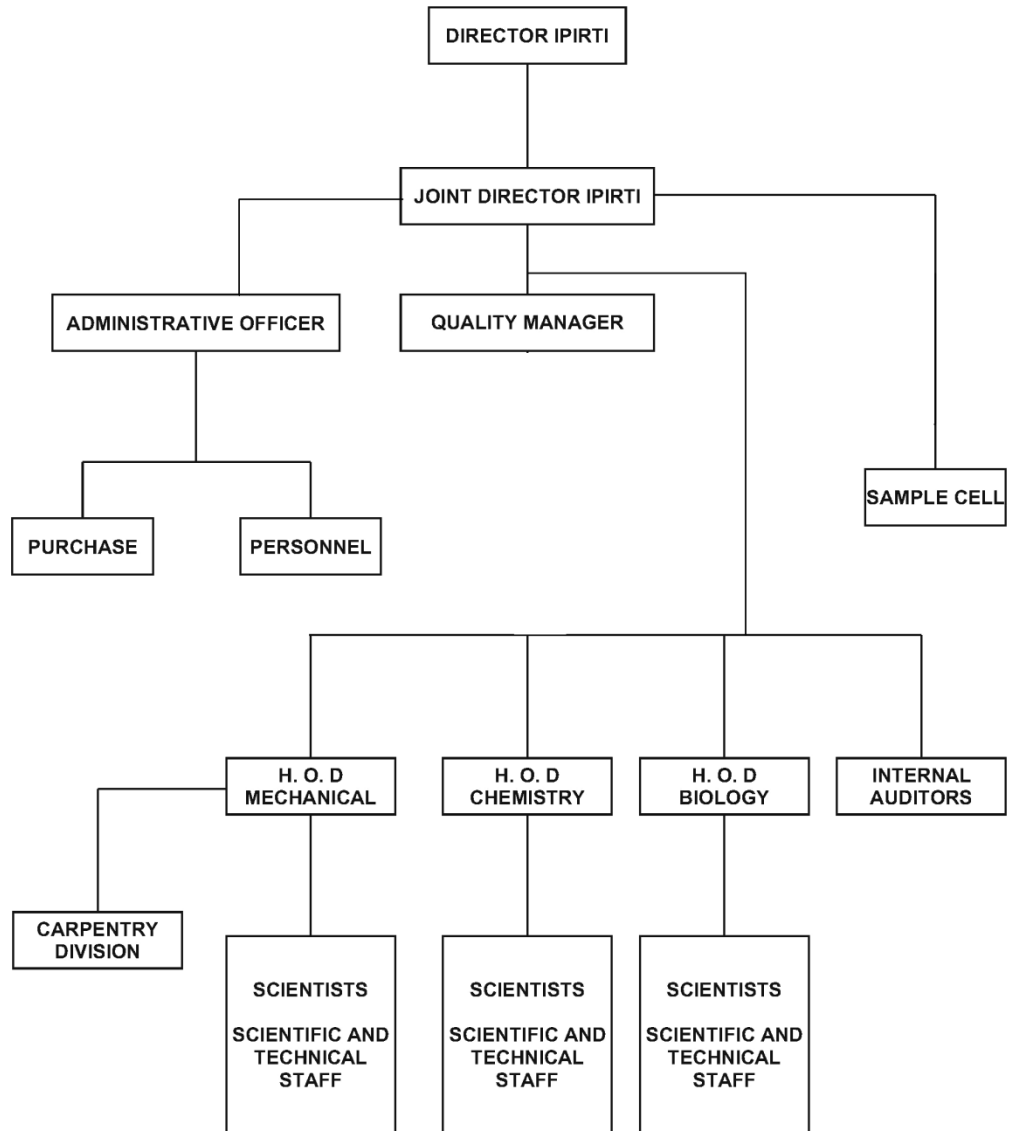 DIRECTOR IPIRTI
JOINT DIRECTOR IPIRTI
ADMINISTRATIVE OFFICER
QUALITY MANAGER
SAMPLE CELL
PURCHASE
PERSONNEL
H. O. D
MECHANICAL
H. O. D
CHEMISTRY
H. O. D
BIOLOGY
INTERNAL
AUDITORS
CARPENTRY
DIVISION
SCIENTISTS
SCIENTIFIC AND
TECHNICAL
STAFF
SCIENTISTS
SCIENTIFIC AND
TECHNICAL
STAFF
SCIENTISTS
SCIENTIFIC AND
TECHNICAL
STAFF